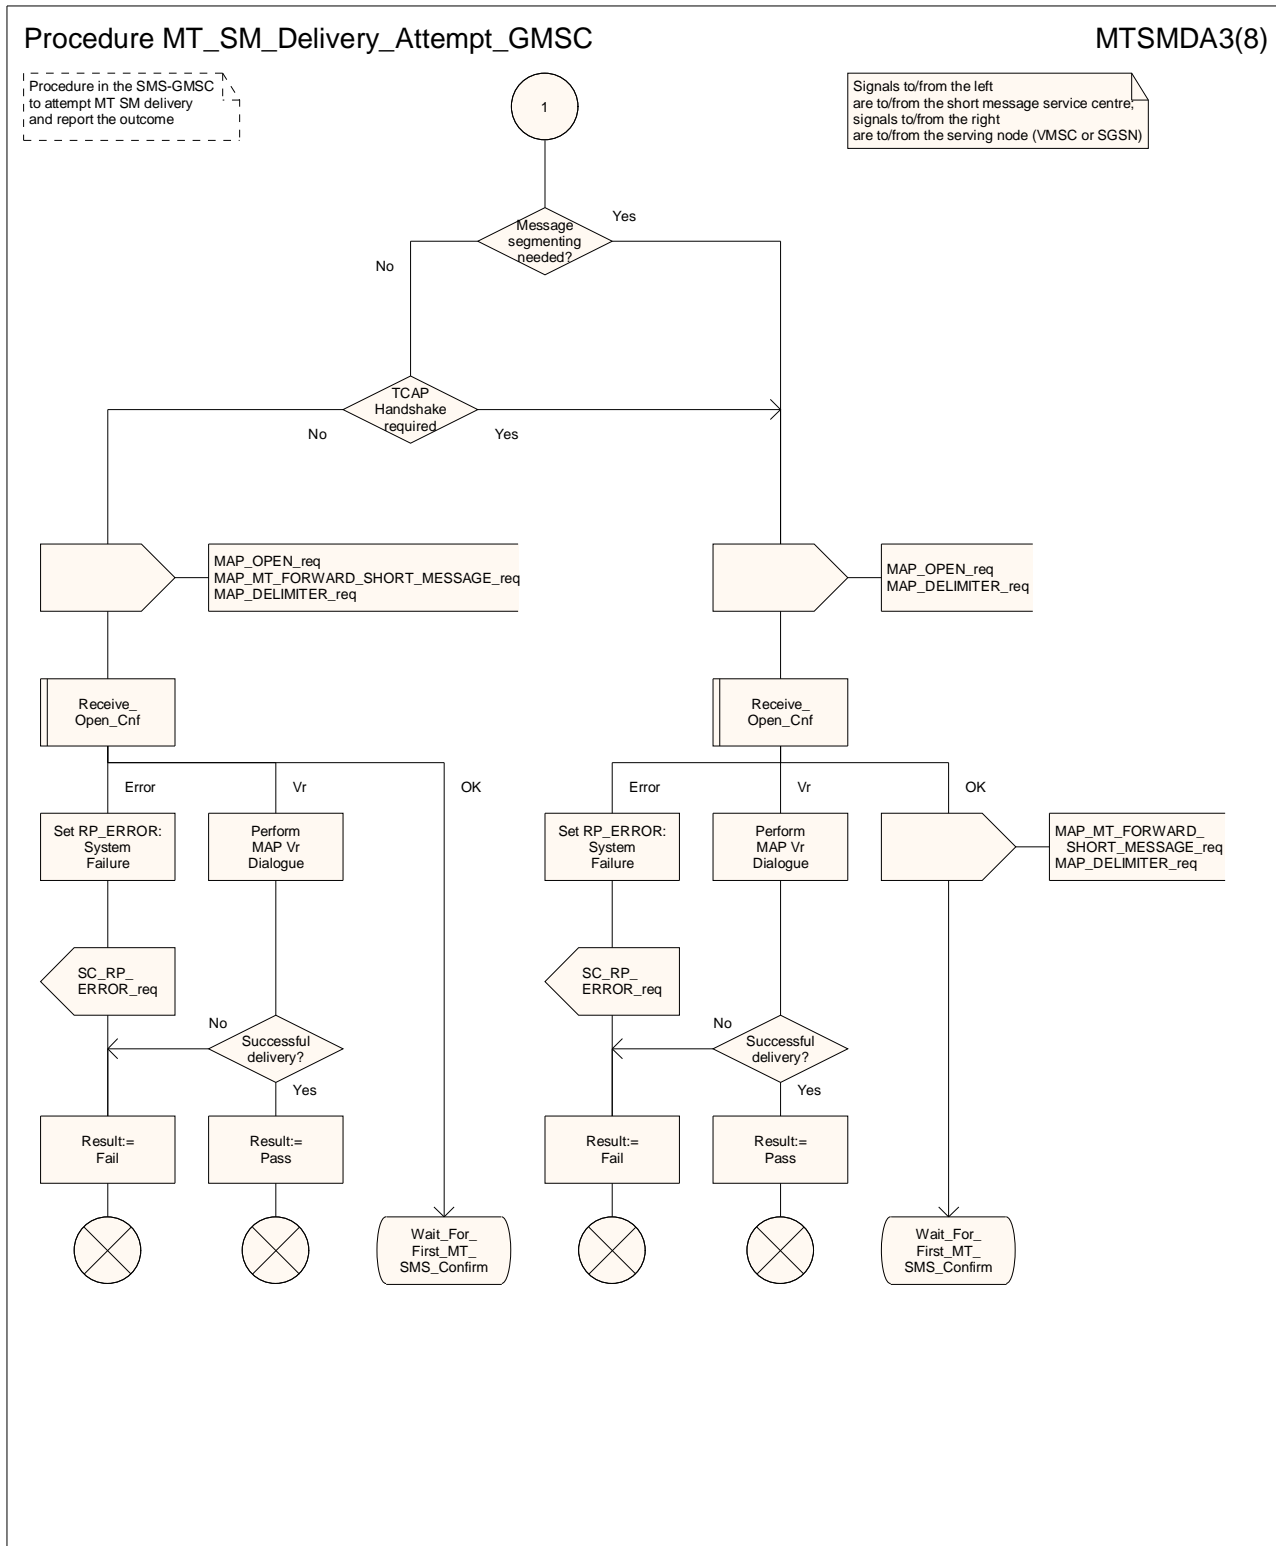 Procedure MT_SM_Delivery_Attempt_GMSC
MTSMDA3(8)
Procedure in the SMS-GMSC
to attempt MT SM delivery
and report the outcome
1
Signals to/from the left
are to/from the short message service centre;
signals to/from the right
are to/from the serving node (VMSC or SGSN)
Message
segmenting
needed?
Yes
No
TCAP
Handshake
required
No
Yes
MAP_OPEN_req
MAP_MT_FORWARD_SHORT_MESSAGE_req
MAP_DELIMITER_req
MAP_OPEN_req
MAP_DELIMITER_req
Receive_
Open_Cnf
Receive_
Open_Cnf
Error
Vr
OK
Error
Vr
OK
Set RP_ERROR:
System
Failure
Perform
MAP Vr
Dialogue
Set RP_ERROR:
System
Failure
Perform
MAP Vr
Dialogue
MAP_MT_FORWARD_
SHORT_MESSAGE_req
MAP_DELIMITER_req
SC_RP_
ERROR_req
SC_RP_
ERROR_req
No
Successful
delivery?
Yes
No
Successful
delivery?
Yes
Result:=
Fail
Result:=
Pass
Result:=
Fail
Result:=
Pass
Wait_For_
First_MT_
SMS_Confirm
Wait_For_
First_MT_
SMS_Confirm